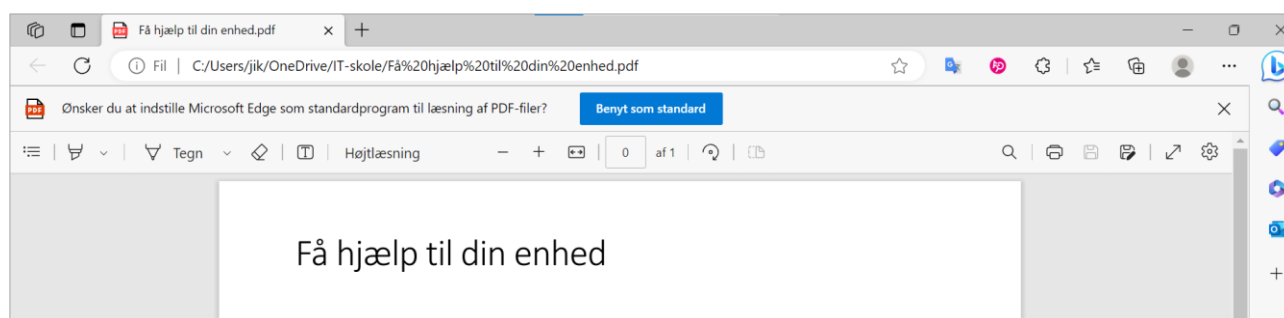 Få hjælp til din enhed.pdf
Fil | C:/Users/jik/OneDrive/IT-skole/Få%20hjælp%20til%20din%20enhed.pdf
Ønsker du at indstille Microsoft Edge som standardprogram til læsning af PDF-filer? Benyt som standard
Tegn Højtlæsning 0 af 1
Få hjælp til din enhed